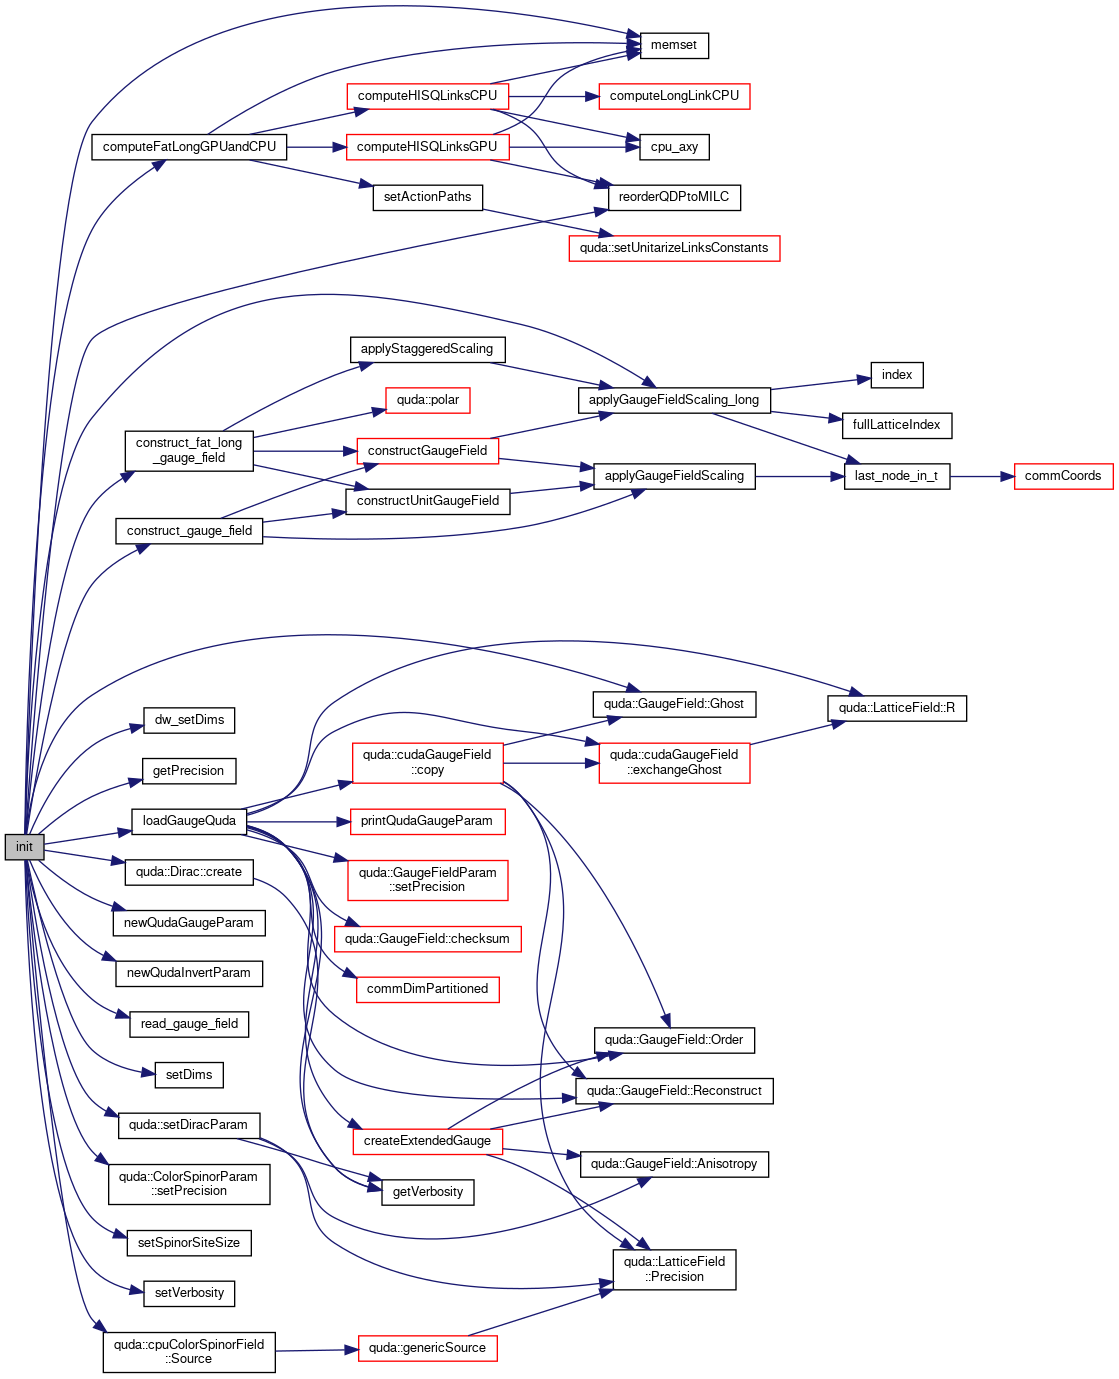 memset
computeHISQLinksCPU
computeLongLinkCPU
computeFatLongGPUandCPU
computeHISQLinksGPU
cpu_axy
setActionPaths
reorderQDPtoMILC
quda::setUnitarizeLinksConstants
applyStaggeredScaling
index
quda::polar
applyGaugeFieldScaling_long
fullLatticeIndex
construct_fat_long
_gauge_field
constructGaugeField
applyGaugeFieldScaling
last_node_in_t
commCoords
constructUnitGaugeField
construct_gauge_field
quda::GaugeField::Ghost
quda::LatticeField::R
dw_setDims
quda::cudaGaugeField
::copy
quda::cudaGaugeField
::exchangeGhost
getPrecision
loadGaugeQuda
printQudaGaugeParam
init
quda::Dirac::create
quda::GaugeFieldParam
::setPrecision
newQudaGaugeParam
quda::GaugeField::checksum
newQudaInvertParam
commDimPartitioned
read_gauge_field
quda::GaugeField::Order
setDims
quda::GaugeField::Reconstruct
quda::setDiracParam
createExtendedGauge
quda::GaugeField::Anisotropy
quda::ColorSpinorParam
::setPrecision
getVerbosity
setSpinorSiteSize
quda::LatticeField
::Precision
setVerbosity
quda::cpuColorSpinorField
::Source
quda::genericSource